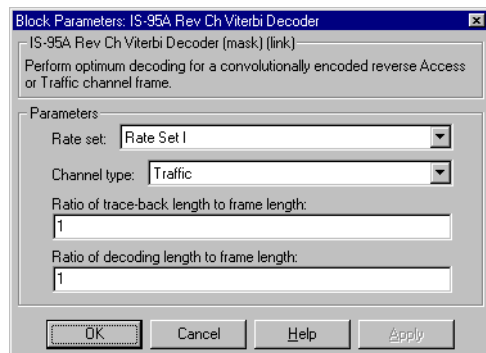 Block Parameters: IS-95A Rev Ch Viterbi Decoder
IS-95A Rev Ch Viterbi Decoder (mask) (link)
Perform optimum decoding for a convolutionally encoded reverse Access
or Traffic channel frame.
Parameters
Rate set: Rate Set I
Channel type: Traffic
Ratio of trace-back length to frame length:
1
Ratio of decoding length to frame length:
1
OK Cancel Help Apply